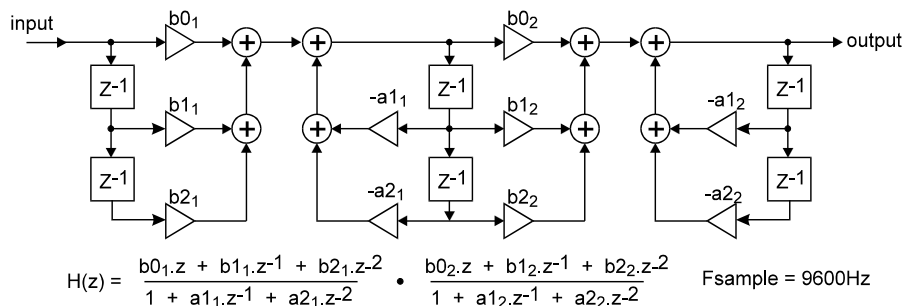 input
b0₁
b0₂
output
z⁻¹
z⁻¹
z⁻¹
b1₁
-a1₁
b1₂
-a1₂
z⁻¹
z⁻¹
z⁻¹
b2₁
-a2₁
b2₂
-a2₂
H(z) = b0₁.z + b1₁.z⁻¹ + b2₁.z⁻² • b0₂.z + b1₂.z⁻¹ + b2₂.z⁻² Fsample = 9600Hz
1 + a1₁.z⁻¹ + a2₁.z⁻² 1 + a1₂.z⁻¹ + a2₂.z⁻²